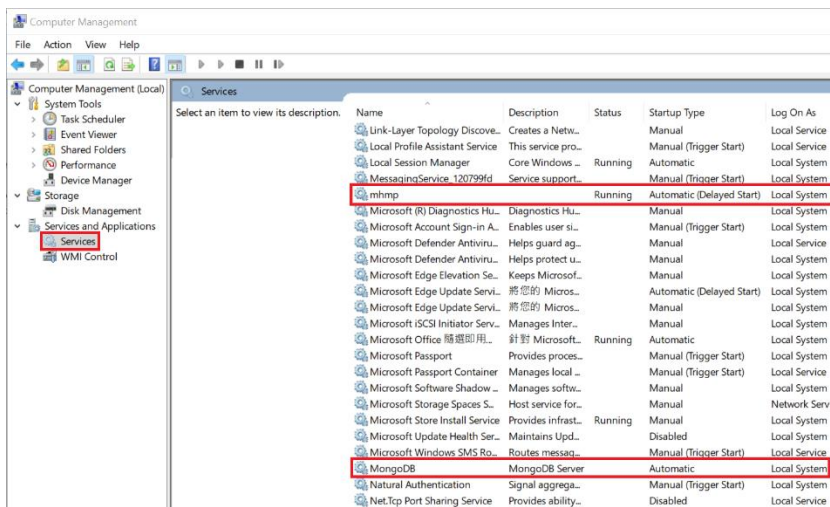 Computer Management
File Action View Help
Computer Management (Local)
System Tools
Task Scheduler
Event Viewer
Shared Folders
Performance
Device Manager
Storage
Disk Management
Services and Applications
Services
WMI Control
Services
Select an item to view its description.
Name Description Status Startup Type Log On As
Link-Layer Topology Discove... Creates a Netw... Manual Local Service
Local Profile Assistant Service This service pro... Manual (Trigger Start) Local Service
Local Session Manager Core Windows ... Running Automatic Local System
MessagingService_120799fd Service support... Manual (Trigger Start) Local System
mhmp Running Automatic (Delayed Start) Local System
Microsoft (R) Diagnostics Hu... Diagnostics Hu... Manual Local System
Microsoft Account Sign-in A... Enables user si... Manual (Trigger Start) Local System
Microsoft Defender Antiviru... Helps guard ag... Manual Local Service
Microsoft Defender Antiviru... Helps protect u... Manual Local System
Microsoft Edge Elevation Se... Keeps Microsof... Manual Local System
Microsoft Edge Update Servi... 將您的 Micros... Automatic (Delayed Start) Local System
Microsoft Edge Update Servi... 將您的 Micros... Manual Local System
Microsoft iSCSI Initiator Serv... Manages Inter... Manual Local System
Microsoft Office 隨選即用... 針對 Microsoft... Running Automatic Local System
Microsoft Passport Provides proces... Manual (Trigger Start) Local System
Microsoft Passport Container Manages local ... Manual (Trigger Start) Local Service
Microsoft Software Shadow ... Manages softw... Manual Local System
Microsoft Storage Spaces S... Host service for... Manual Network Serv
Microsoft Store Install Service Provides infrast... Running Manual Local System
Microsoft Update Health Ser... Maintains Upd... Disabled Local System
Microsoft Windows SMS Ro... Routes messag... Manual (Trigger Start) Local Service
MongoDB MongoDB Server Automatic Local System
Natural Authentication Signal aggrega... Manual (Trigger Start) Local System
Net.Tcp Port Sharing Service Provides ability... Disabled Local Service